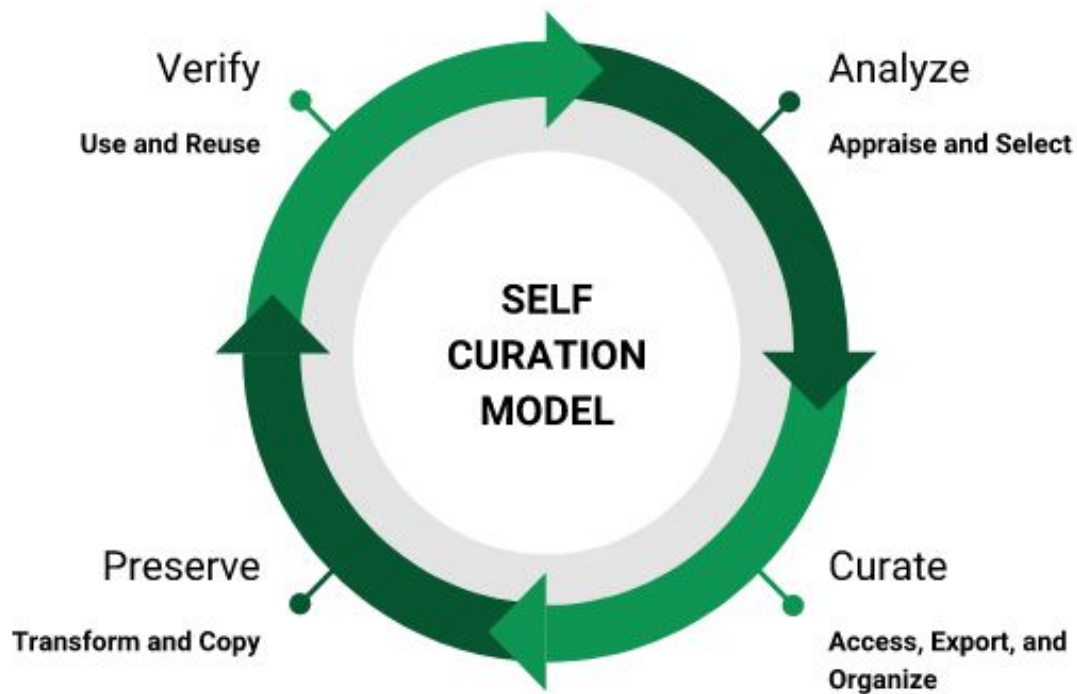 Verify
Use and Reuse
Analyze
Appraise and Select
SELF
CURATION
MODEL
Preserve
Transform and Copy
Curate
Access, Export, and
Organize